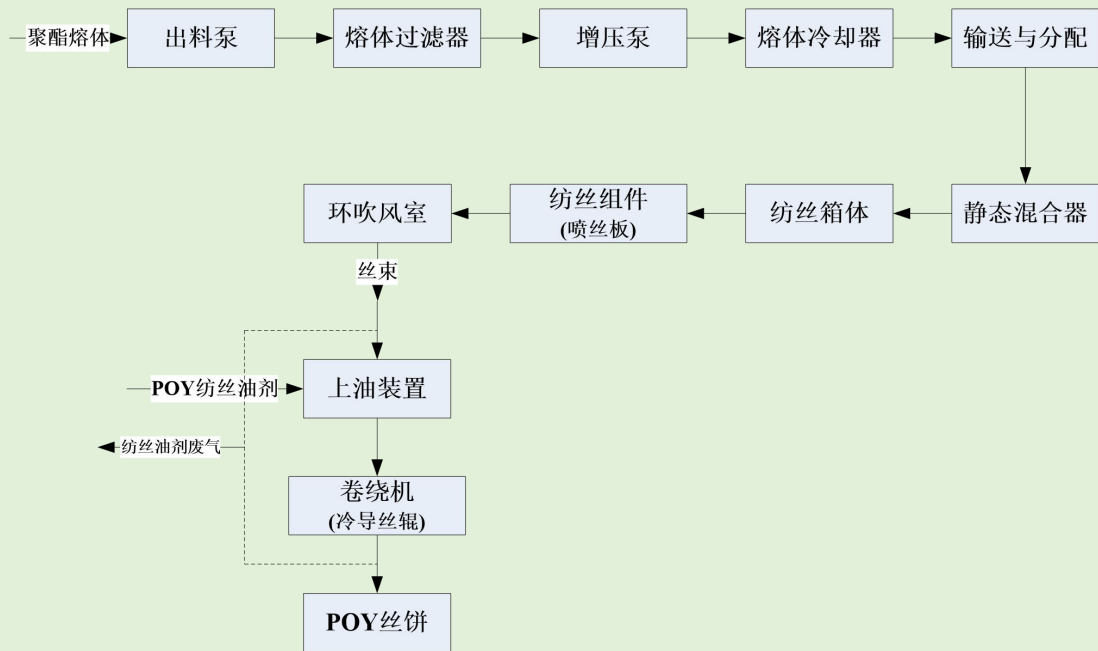 聚酯熔体
出料泵
熔体过滤器
增压泵
熔体冷却器
输送与分配
环吹风室
纺丝组件
(喷丝板)
纺丝箱体
静态混合器
丝束
POY纺丝油剂
上油装置
纺丝油剂废气
卷绕机
(冷导丝辊)
POY丝饼